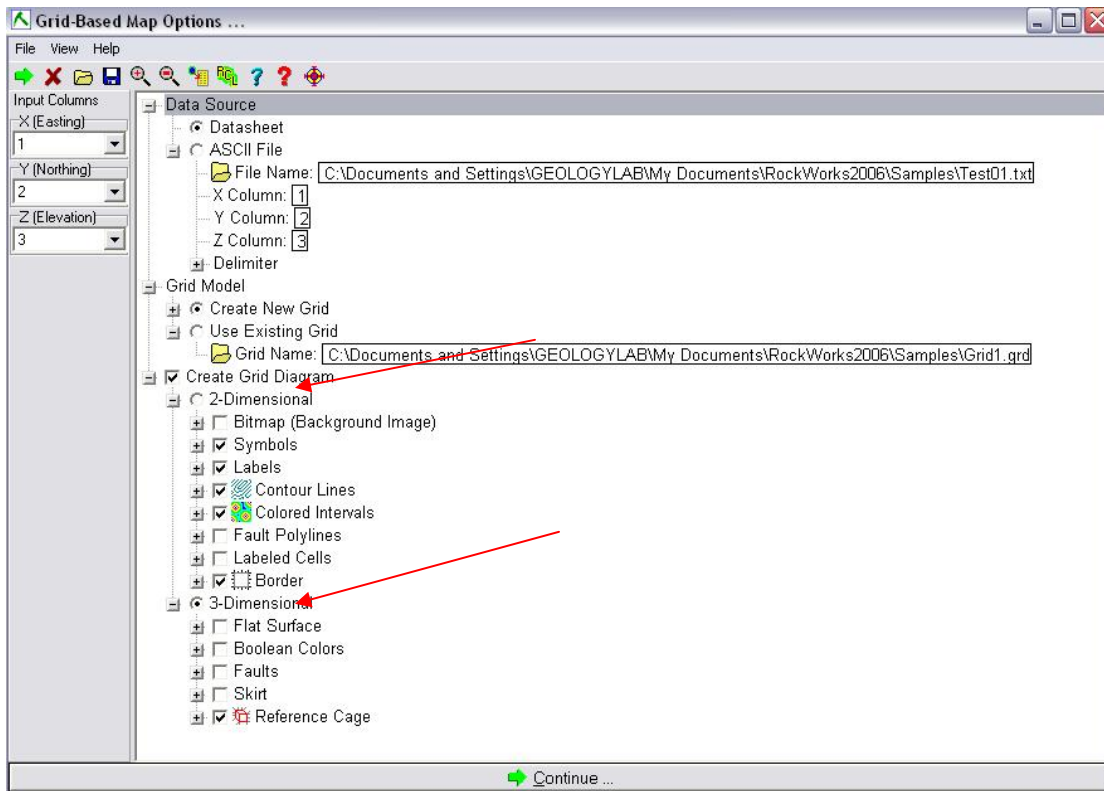 Grid-Based Map Options ...
File View Help
Input Columns
X (Easting)
1
Y (Northing)
2
Z (Elevation)
3
Data Source
Datasheet
ASCII File
File Name: C:\Documents and Settings\GEOLOGYLAB\My Documents\RockWorks2006\Samples\Test01.txt
X Column: 1
Y Column: 2
Z Column: 3
Delimiter
Grid Model
Create New Grid
Use Existing Grid
Grid Name: C:\Documents and Settings\GEOLOGYLAB\My Documents\RockWorks2006\Samples\Grid1.grd
Create Grid Diagram
2-Dimensional
Bitmap (Background Image)
Symbols
Labels
Contour Lines
Colored Intervals
Fault Polylines
Labeled Cells
Border
3-Dimensional
Flat Surface
Boolean Colors
Faults
Skirt
Reference Cage
Continue ...